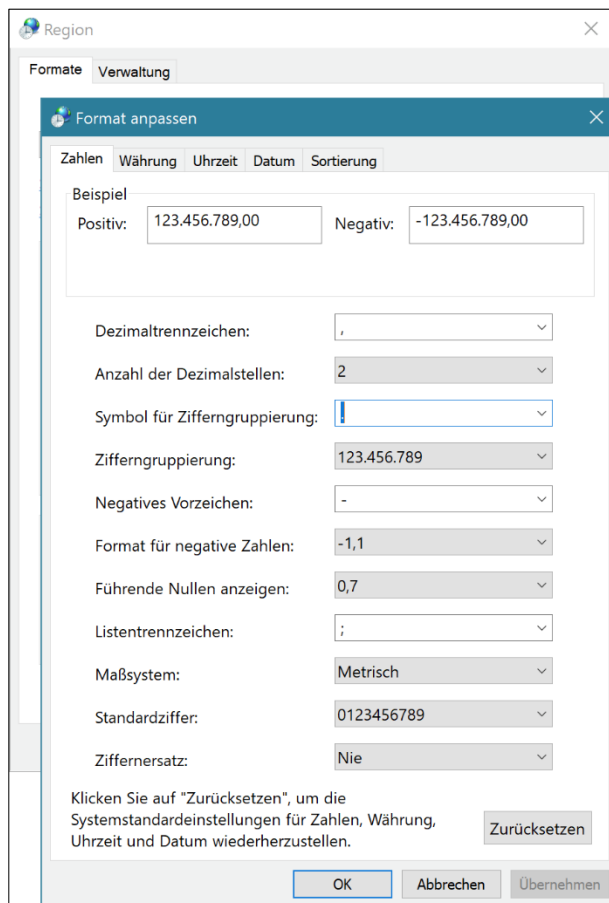 Region
Formate Verwaltung
Format anpassen
Zahlen Währung Uhrzeit Datum Sortierung
Beispiel
Positiv: 123.456.789,00 Negativ: -123.456.789,00
Dezimaltrennzeichen: ,
Anzahl der Dezimalstellen: 2
Symbol für Zifferngruppierung: .
Zifferngruppierung: 123.456.789
Negatives Vorzeichen: -
Format für negative Zahlen: -1,1
Führende Nullen anzeigen: 0,7
Listentrennzeichen: ;
Maßsystem: Metrisch
Standardziffer: 0123456789
Ziffernersatz: Nie
Klicken Sie auf "Zurücksetzen", um die
Systemstandardeinstellungen für Zahlen, Währung,
Uhrzeit und Datum wiederherzustellen.
Zurücksetzen
OK Abbrechen Übernehmen